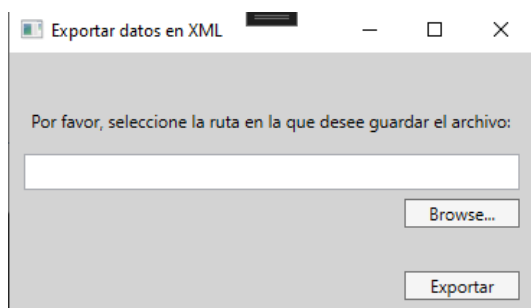 Exportar datos en XML
Por favor, seleccione la ruta en la que desee guardar el archivo:
Browse...
Exportar